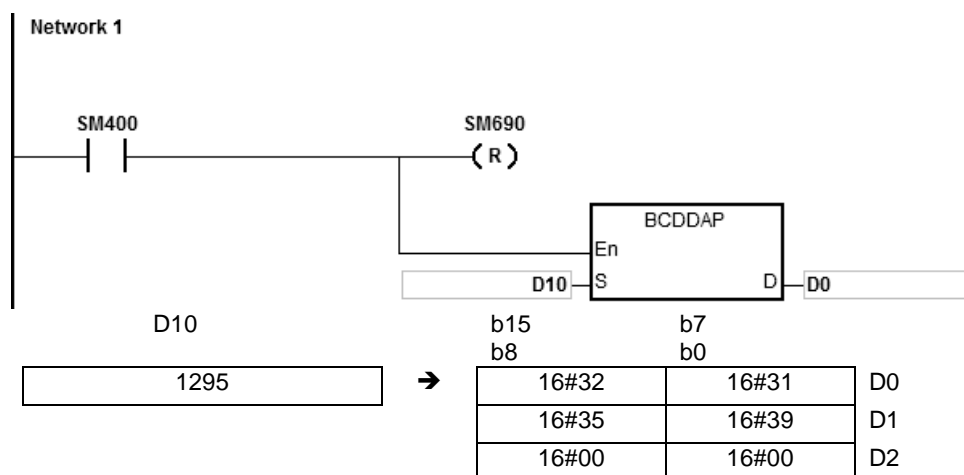 Network 1
SM400 SM690
R
BCDDAP
En
D10 S D D0
D10 b15 b7
b8 b0
1295 ➔ 16#32 16#31 D0
16#35 16#39 D1
16#00 16#00 D2